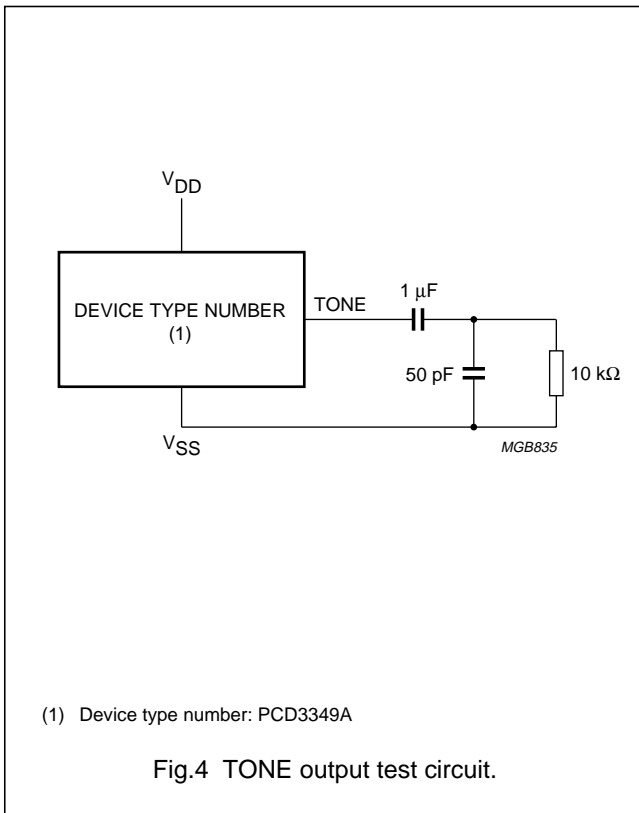 VDD
DEVICE TYPE NUMBER
(1)
TONE
1 μF
50 pF
10 kΩ
VSS
MGB835
(1) Device type number: PCD3349A
Fig.4 TONE output test circuit.